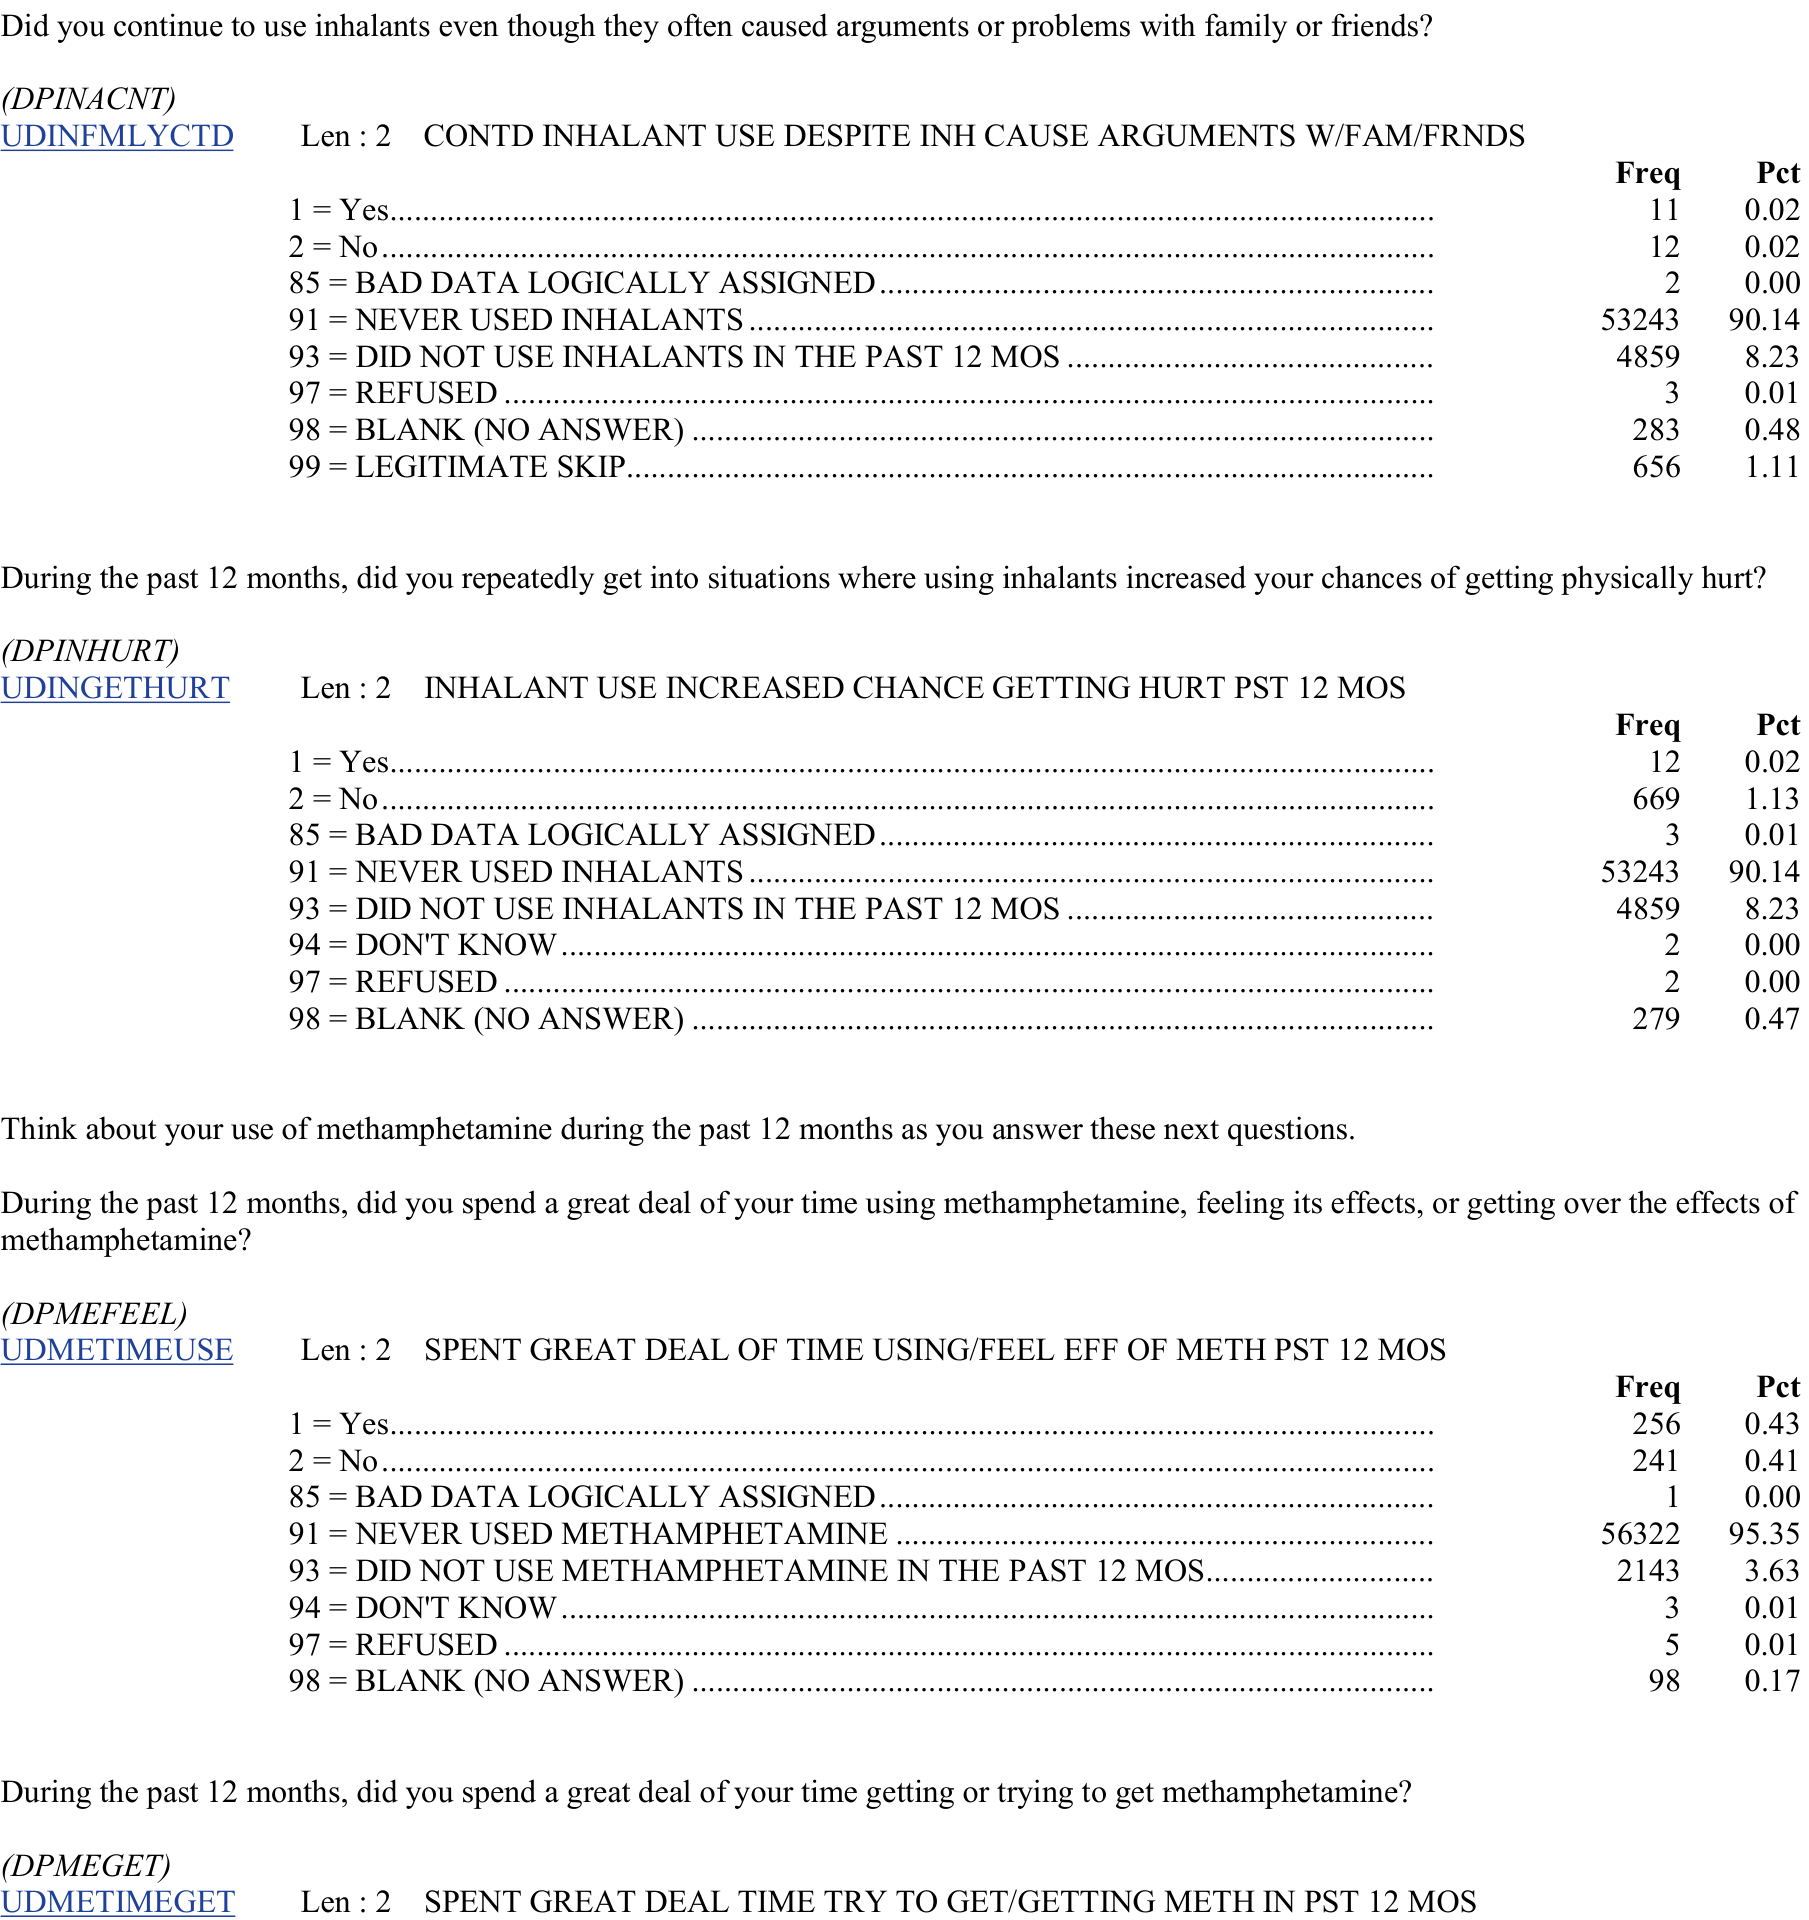 Did you continue to use inhalants even though they often caused arguments or problems with family or friends?
(DPINACNT)
UDINFMLYCTD Len : 2 CONTD INHALANT USE DESPITE INH CAUSE ARGUMENTS W/FAM/FRNDS
Freq Pct
1 = Yes 11 0.02
2 = No 12 0.02
85 = BAD DATA LOGICALLY ASSIGNED 2 0.00
91 = NEVER USED INHALANTS 53243 90.14
93 = DID NOT USE INHALANTS IN THE PAST 12 MOS 4859 8.23
97 = REFUSED 3 0.01
98 = BLANK (NO ANSWER) 283 0.48
99 = LEGITIMATE SKIP 656 1.11
During the past 12 months, did you repeatedly get into situations where using inhalants increased your chances of getting physically hurt?
(DPINHURT)
UDINGETHURT Len : 2 INHALANT USE INCREASED CHANCE GETTING HURT PST 12 MOS
Freq Pct
1 = Yes 12 0.02
2 = No 669 1.13
85 = BAD DATA LOGICALLY ASSIGNED 3 0.01
91 = NEVER USED INHALANTS 53243 90.14
93 = DID NOT USE INHALANTS IN THE PAST 12 MOS 4859 8.23
94 = DON'T KNOW 2 0.00
97 = REFUSED 2 0.00
98 = BLANK (NO ANSWER) 279 0.47
Think about your use of methamphetamine during the past 12 months as you answer these next questions.
During the past 12 months, did you spend a great deal of your time using methamphetamine, feeling its effects, or getting over the effects of
methamphetamine?
(DPMEFEEL)
UDMETIMEUSE Len : 2 SPENT GREAT DEAL OF TIME USING/FEEL EFF OF METH PST 12 MOS
Freq Pct
1 = Yes 256 0.43
2 = No 241 0.41
85 = BAD DATA LOGICALLY ASSIGNED 1 0.00
91 = NEVER USED METHAMPHETAMINE 56322 95.35
93 = DID NOT USE METHAMPHETAMINE IN THE PAST 12 MOS 2143 3.63
94 = DON'T KNOW 3 0.01
97 = REFUSED 5 0.01
98 = BLANK (NO ANSWER) 98 0.17
During the past 12 months, did you spend a great deal of your time getting or trying to get methamphetamine?
(DPMEGET)
UDMETIMEGET Len : 2 SPENT GREAT DEAL TIME TRY TO GET/GETTING METH IN PST 12 MOS